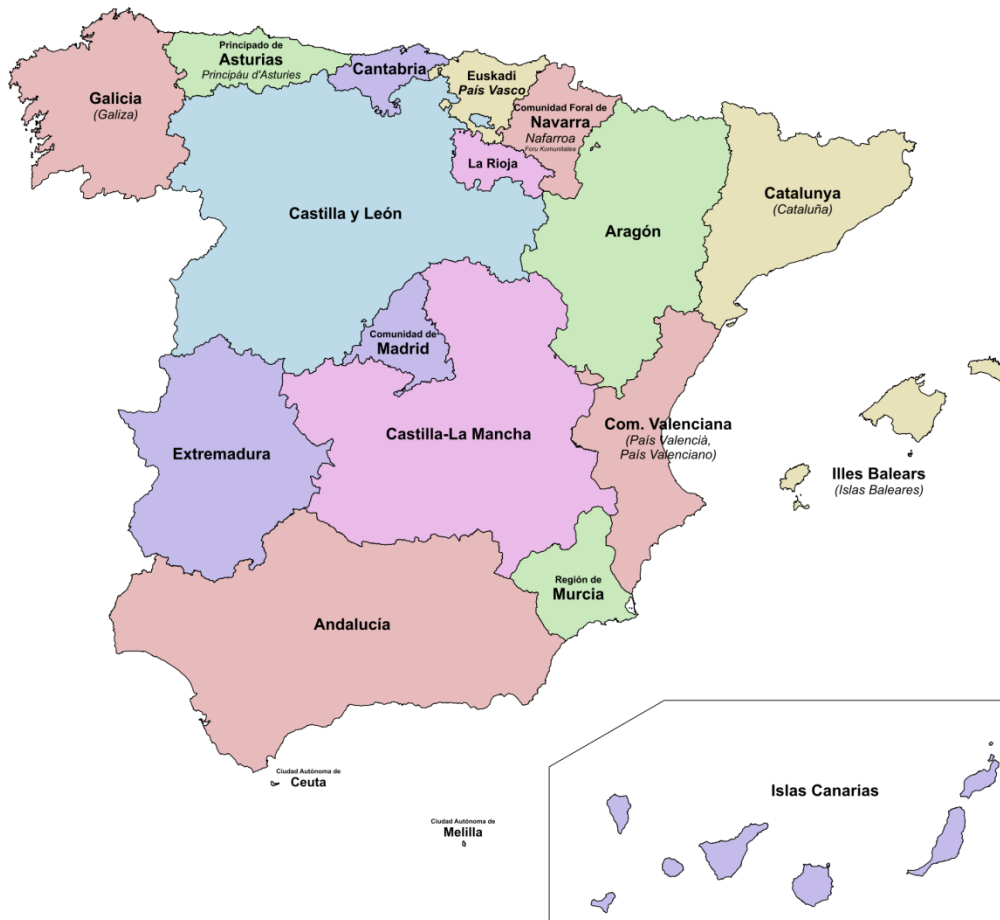 Principado de
Asturias
Principáu d'Asturies
Cantabria
Euskadi
País Vasco
Galicia
(Galiza)
Comunidad Foral de
Navarra
Nafarroa
Foru Komunitatea
La Rioja
Catalunya
(Cataluña)
Castilla y León
Aragón
Comunidad de
Madrid
Com. Valenciana
(País Valencià,
País Valenciano)
Castilla-La Mancha
Extremadura
Illes Balears
(Islas Baleares)
Región de
Murcia
Andalucía
Ciudad Autónoma de
Ceuta
Islas Canarias
Ciudad Autónoma de
Melilla